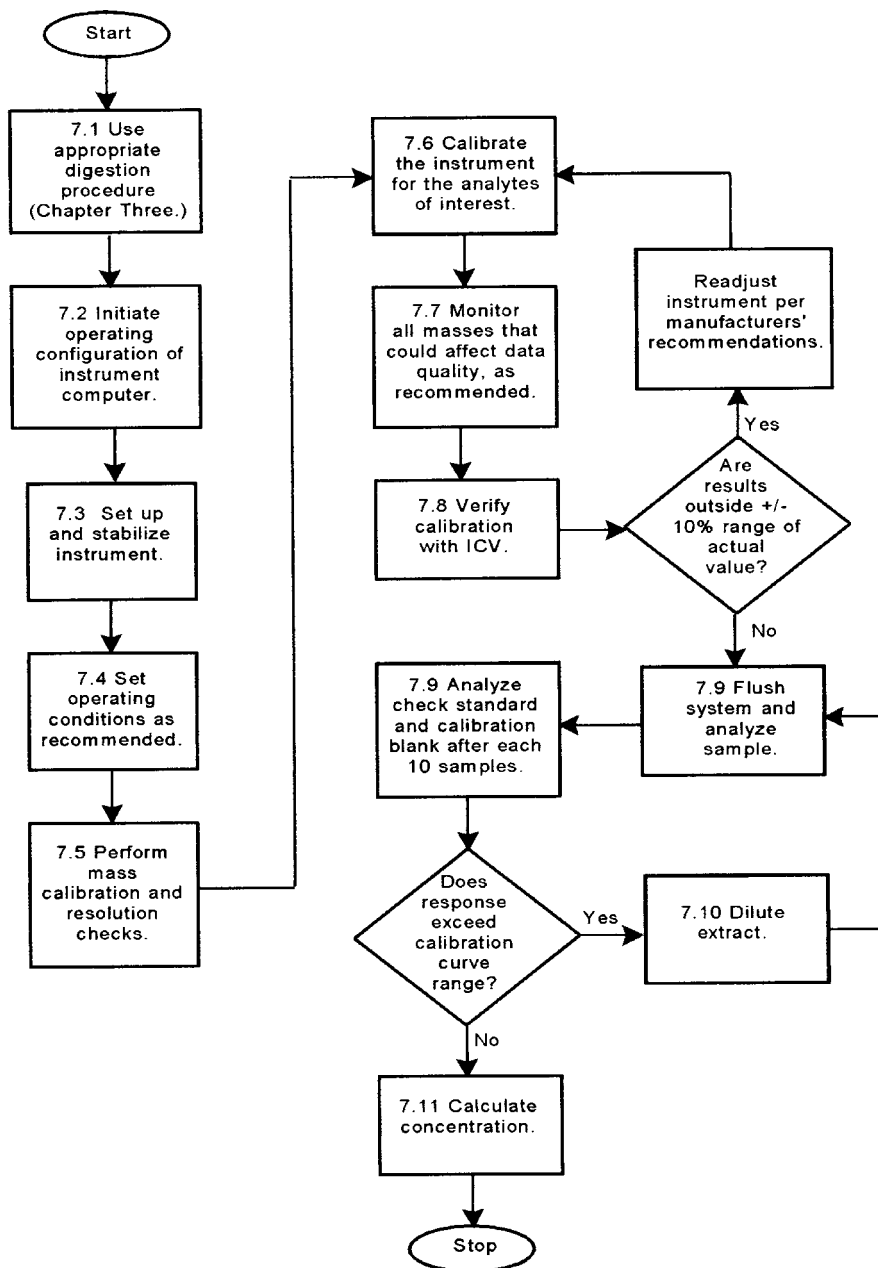 Start
7.1 Use
appropriate
digestion
procedure
(Chapter Three.)
7.2 Initiate
operating
configuration of
instrument
computer.
7.3 Set up
and stabilize
instrument.
7.4 Set
operating
conditions as
recommended.
7.5 Perform
mass
calibration and
resolution
checks.
7.6 Calibrate
the instrument
for the analytes
of interest.
7.7 Monitor
all masses that
could affect data
quality, as
recommended.
7.8 Verify
calibration
with ICV.
Are
results
outside +/-
10% range of
actual
value?
Yes
Readjust
instrument per
manufacturers'
recommendations.
No
7.9 Flush
system and
analyze
sample.
7.9 Analyze
check standard
and calibration
blank after each
10 samples.
Does
response
exceed
calibration
curve
range?
Yes
7.10 Dilute
extract.
No
7.11 Calculate
concentration.
Stop